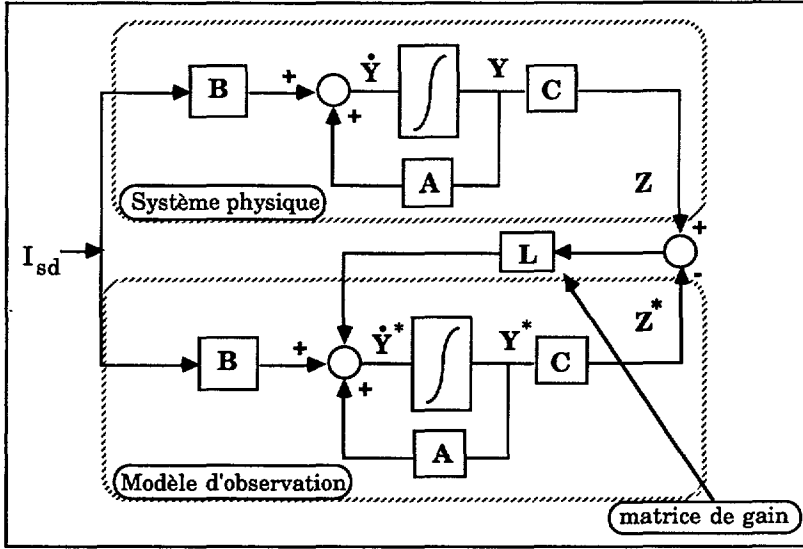 B
+
Ẏ
Y
C
+
A
Z
Système physique
+
I_sd
L
-
Z*
B
+
Ẏ*
Y*
C
+
A
Modèle d'observation
matrice de gain